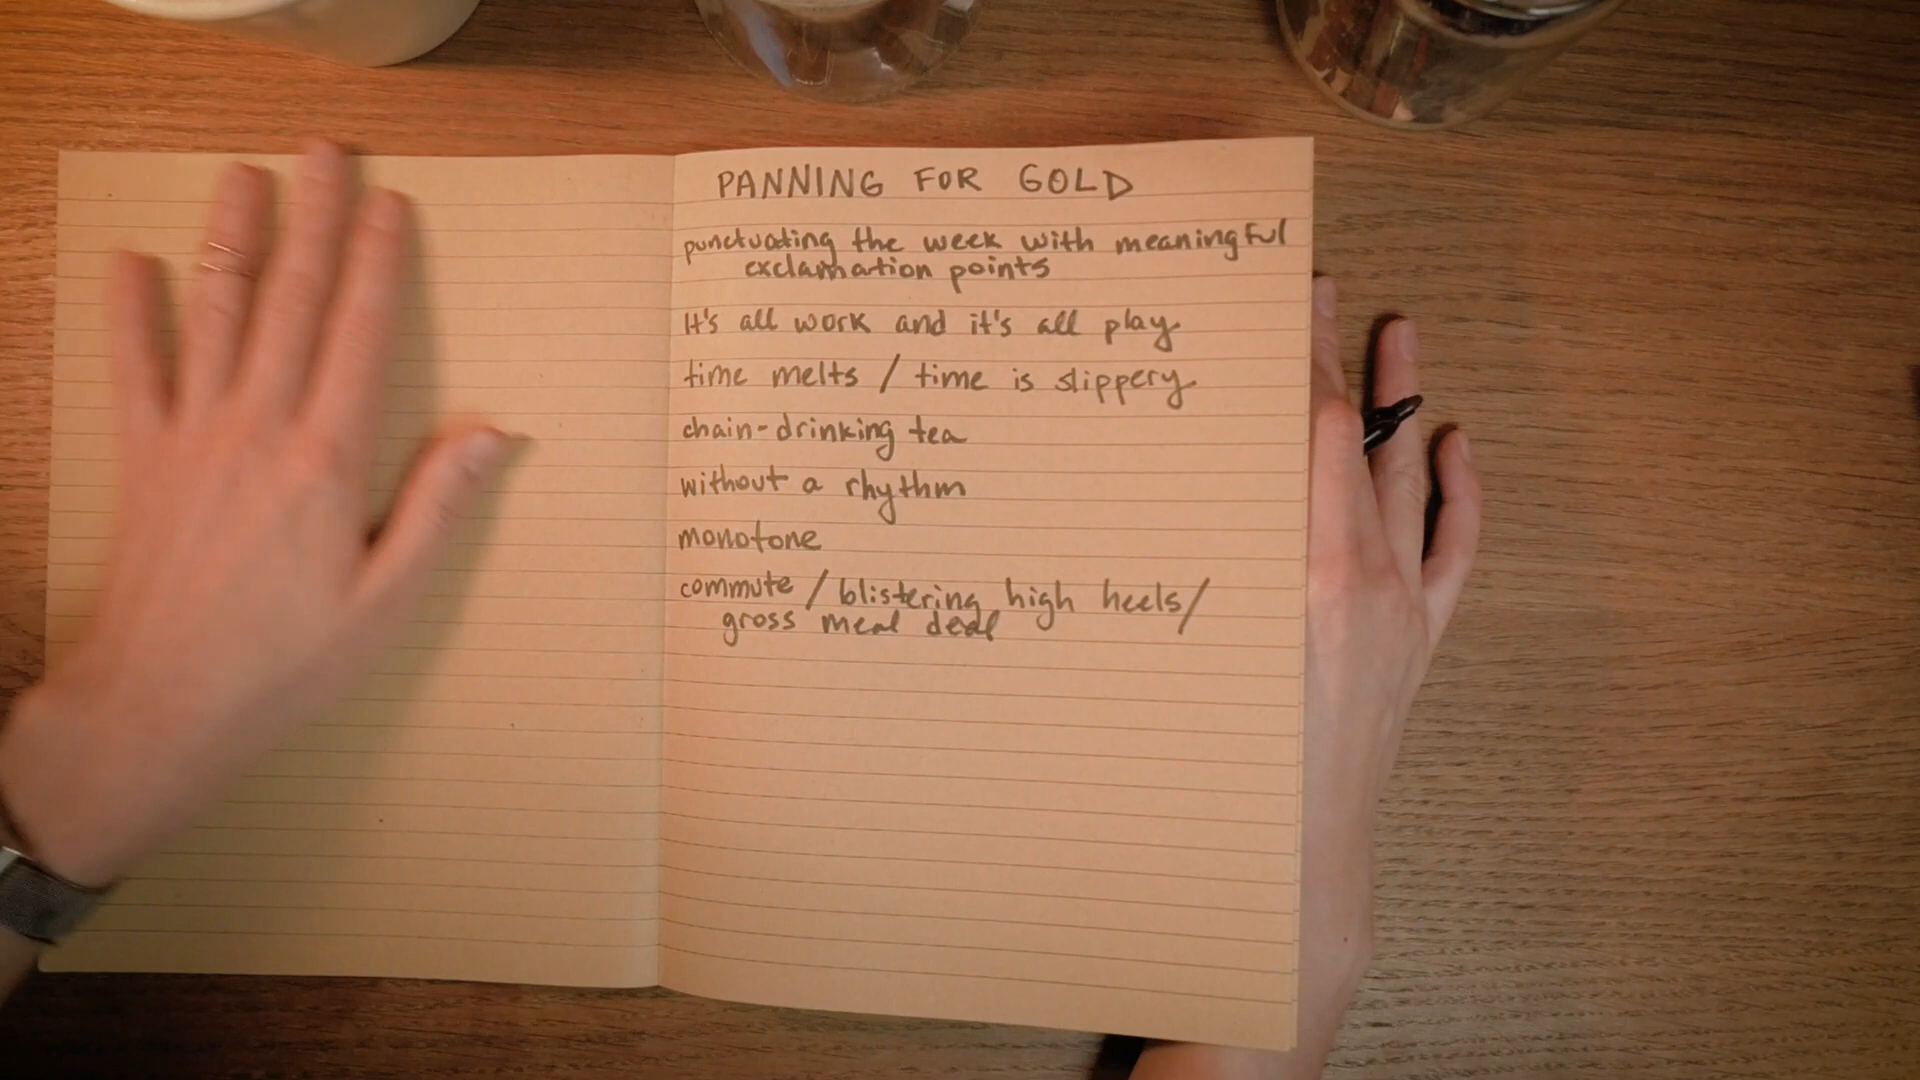 PANNING FOR GOLD
punctuating the week with meaningful
exclamation points
It's all work and it's all play
time melts / time is slippery
chain-drinking tea
without a rhythm
monotone
commute / blistering high heels /
gross meal deal